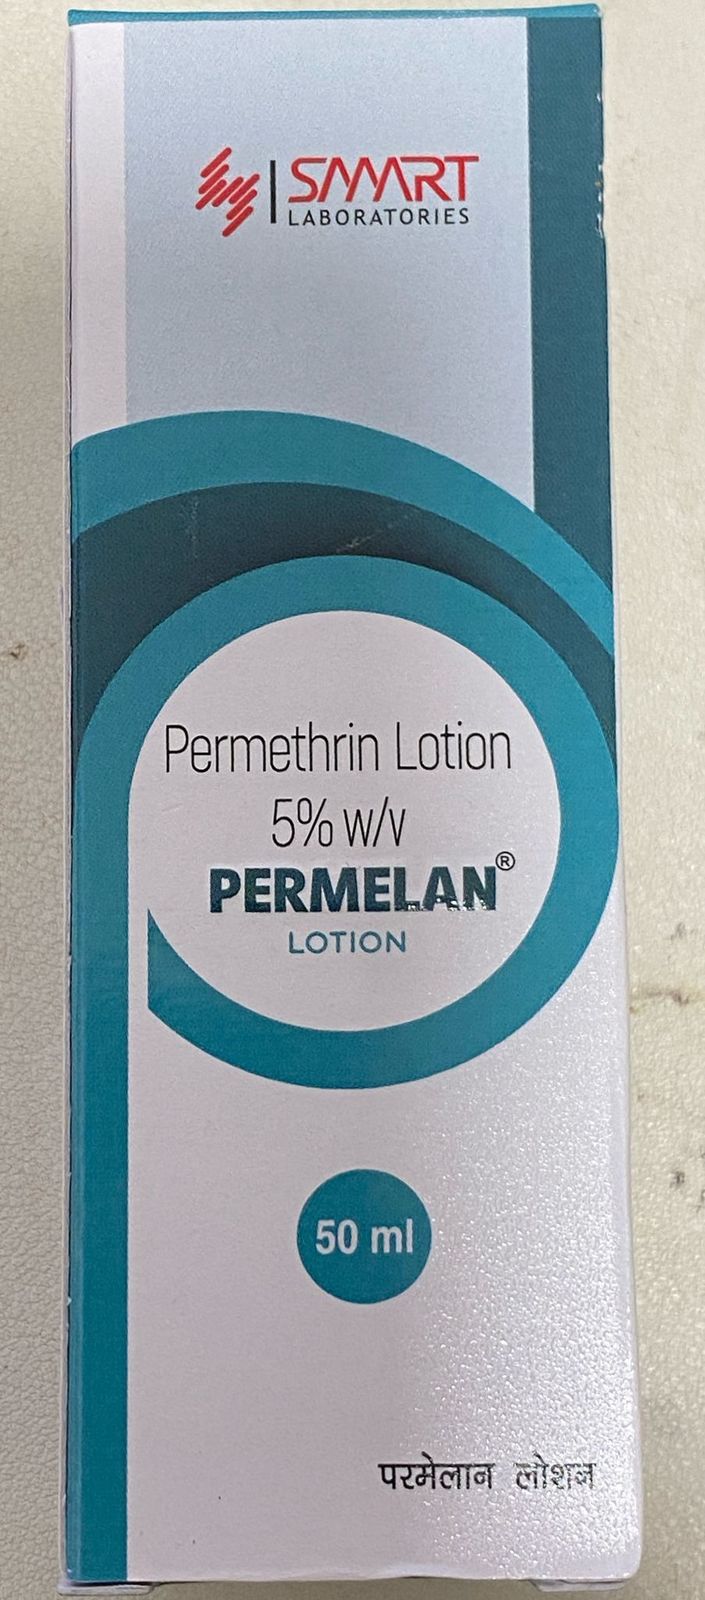 SMART
LABORATORIES
Permethrin Lotion
5% w/v
PERMELAN®
LOTION
50 ml
परमेलान लोशन